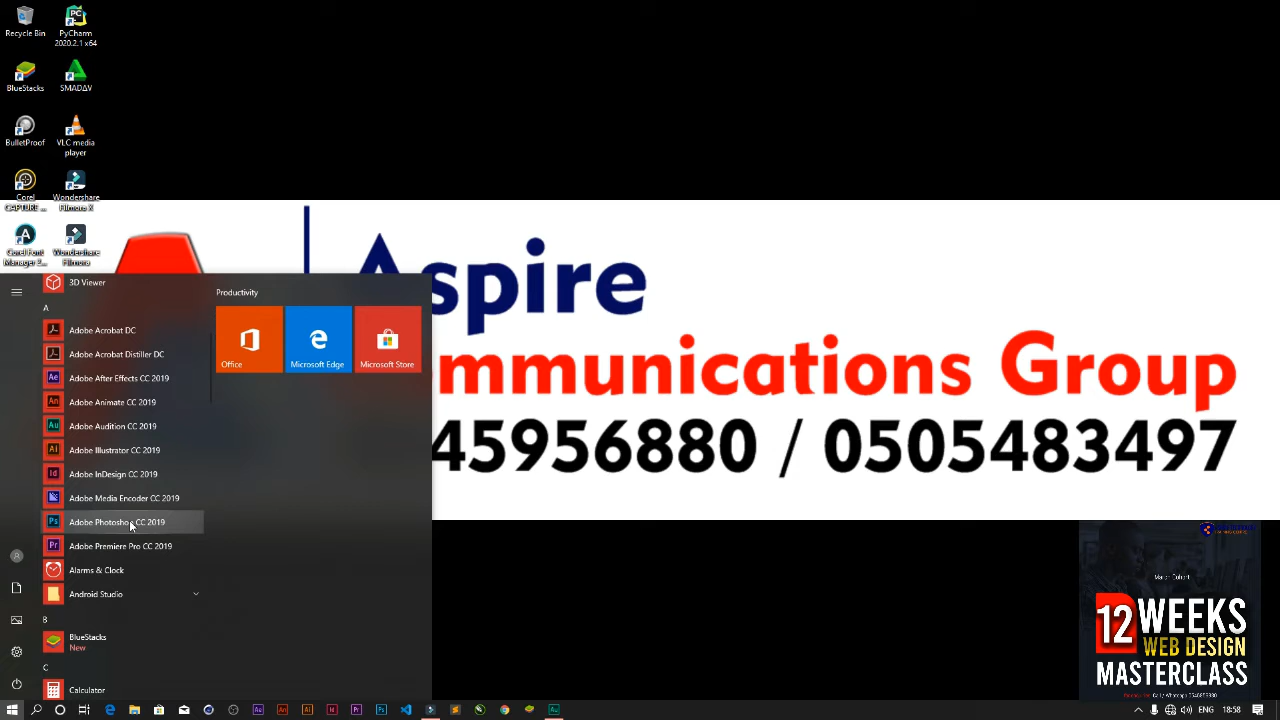 Recycle Bin
PyCharm
2020.2.1 x64
BlueStacks
SMADΔV
BulletProof
VLC media
player
Corel
CAPTURE ...
Wondershare
Filmora X
Corel Font
Manager 2...
Wondershare
Filmora
Aspire
mmunications Group
45956880 / 0505483497
3D Viewer
A
Adobe Acrobat DC
Adobe Acrobat Distiller DC
Adobe After Effects CC 2019
Adobe Animate CC 2019
Adobe Audition CC 2019
Adobe Illustrator CC 2019
Adobe InDesign CC 2019
Adobe Media Encoder CC 2019
Adobe Photoshop CC 2019
Adobe Premiere Pro CC 2019
Alarms & Clock
Android Studio
B
BlueStacks
New
C
Calculator
Productivity
Office
Microsoft Edge
Microsoft Store
March Cohort
12 WEEKS
WEB DESIGN
MASTERCLASS
18:58